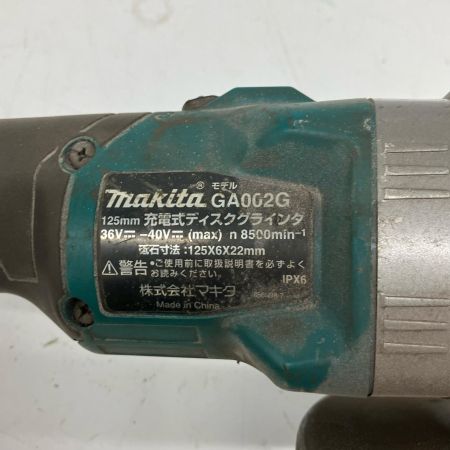 makita® モデル GA002G
125mm 充電式ディスクグラインダ
36V⎓ -40V⎓ (max) n 8500min⁻¹
砥石寸法:125X6X22mm
⚠警告:ご使用前に取扱説明書を必ずよく
お読みください。
IPX6
株式会社マキタ
Made in China